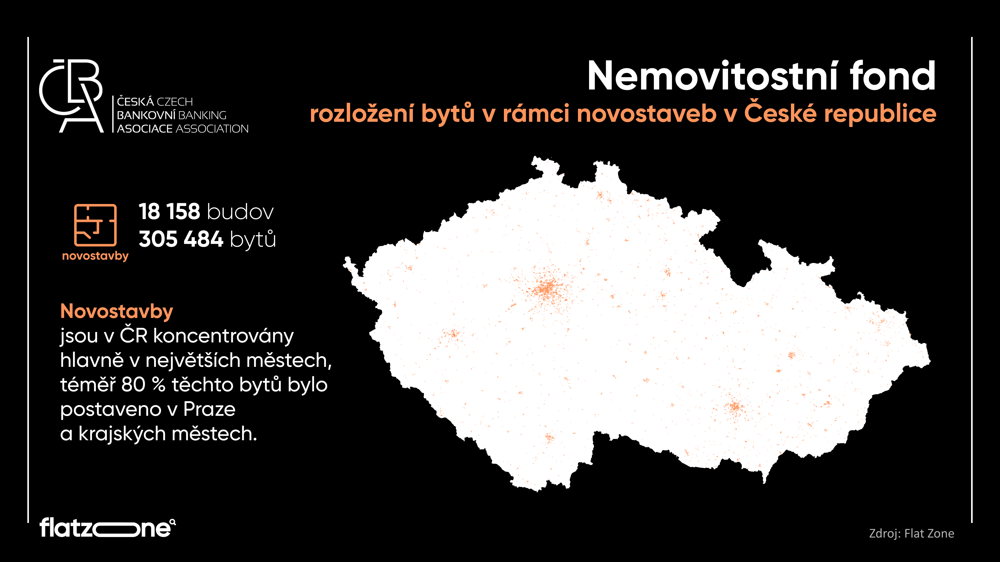 ČBA
ČESKÁ CZECH
BANKOVNÍ BANKING
ASOCIACE ASSOCIATION
Nemovitostní fond
rozložení bytů v rámci novostaveb v České republice
18 158 budov
305 484 bytů
novostavby
Novostavby
jsou v ČR koncentrovány
hlavně v největších městech,
téměř 80 % těchto bytů bylo
postaveno v Praze
a krajských městech.
flatzone
Zdroj: Flat Zone